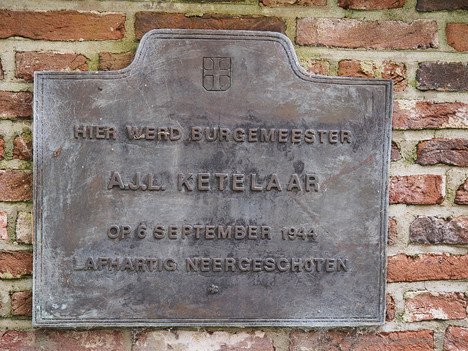 HIER WERD BURGEMEESTER
A.J.L. KETELAAR
OP 6 SEPTEMBER 1944
LAFHARTIG NEERGESCHOTEN